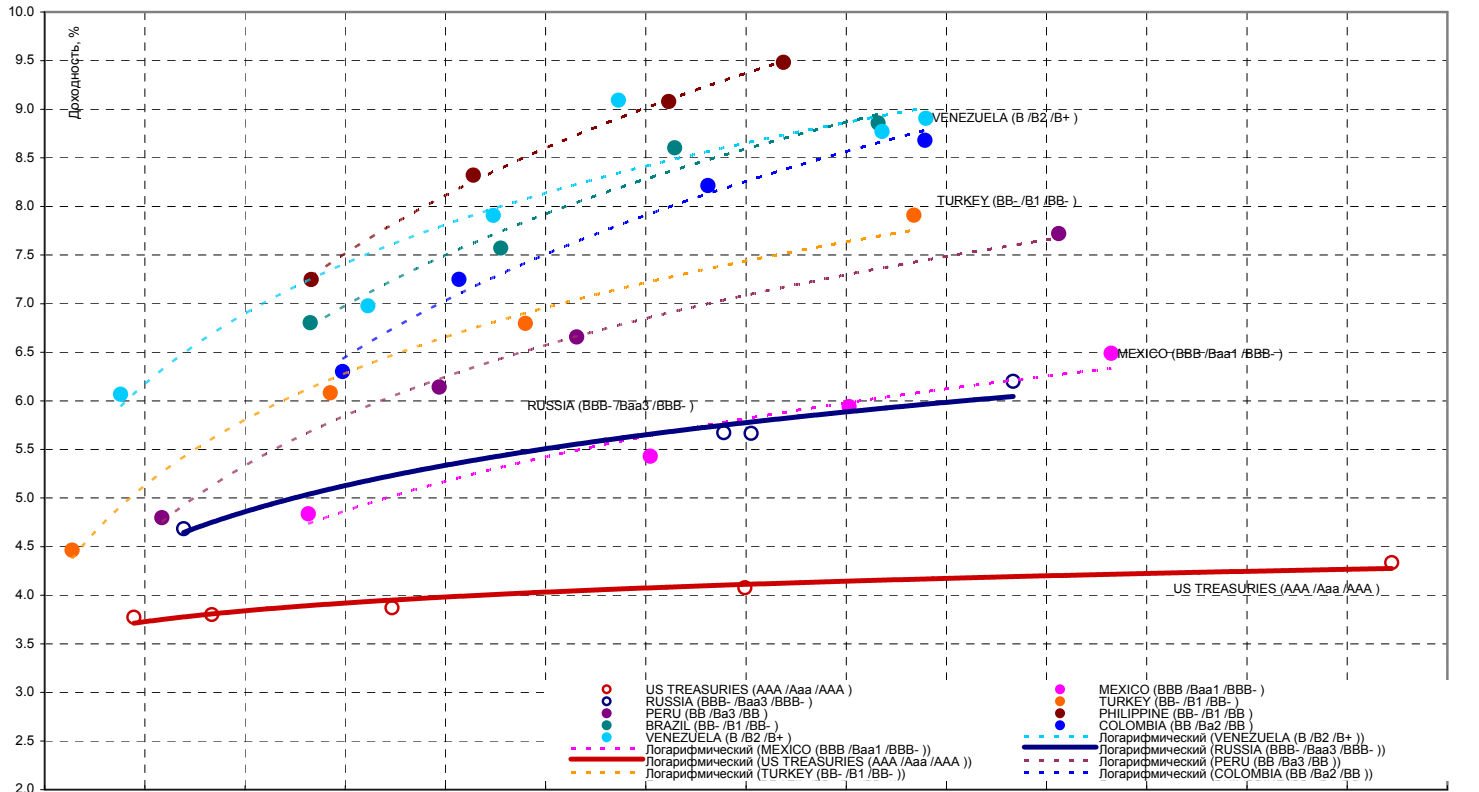 10.0
9.5
9.0
8.5
8.0
7.5
7.0
6.5
6.0
5.5
5.0
4.5
4.0
3.5
3.0
2.5
2.0
Доходность, %
VENEZUELA (B /B2 /B+ )
TURKEY (BB- /B1 /BB- )
MEXICO (BBB /Baa1 /BBB- )
RUSSIA (BBB- /Baa3 /BBB- )
US TREASURIES (AAA /Aaa /AAA )
US TREASURIES (AAA /Aaa /AAA )
MEXICO (BBB /Baa1 /BBB- )
RUSSIA (BBB- /Baa3 /BBB- )
TURKEY (BB- /B1 /BB- )
PERU (BB /Ba3 /BB )
PHILIPPINE (BB- /B1 /BB )
BRAZIL (BB- /B1 /BB- )
COLOMBIA (BB /Ba2 /BB )
VENEZUELA (B /B2 /B+ )
Логарифмический (VENEZUELA (B /B2 /B+ ))
Логарифмический (MEXICO (BBB /Baa1 /BBB- ))
Логарифмический (RUSSIA (BBB- /Baa3 /BBB- ))
Логарифмический (US TREASURIES (AAA /Aaa /AAA ))
Логарифмический (PERU (BB /Ba3 /BB ))
Логарифмический (TURKEY (BB- /B1 /BB- ))
Логарифмический (COLOMBIA (BB /Ba2 /BB ))